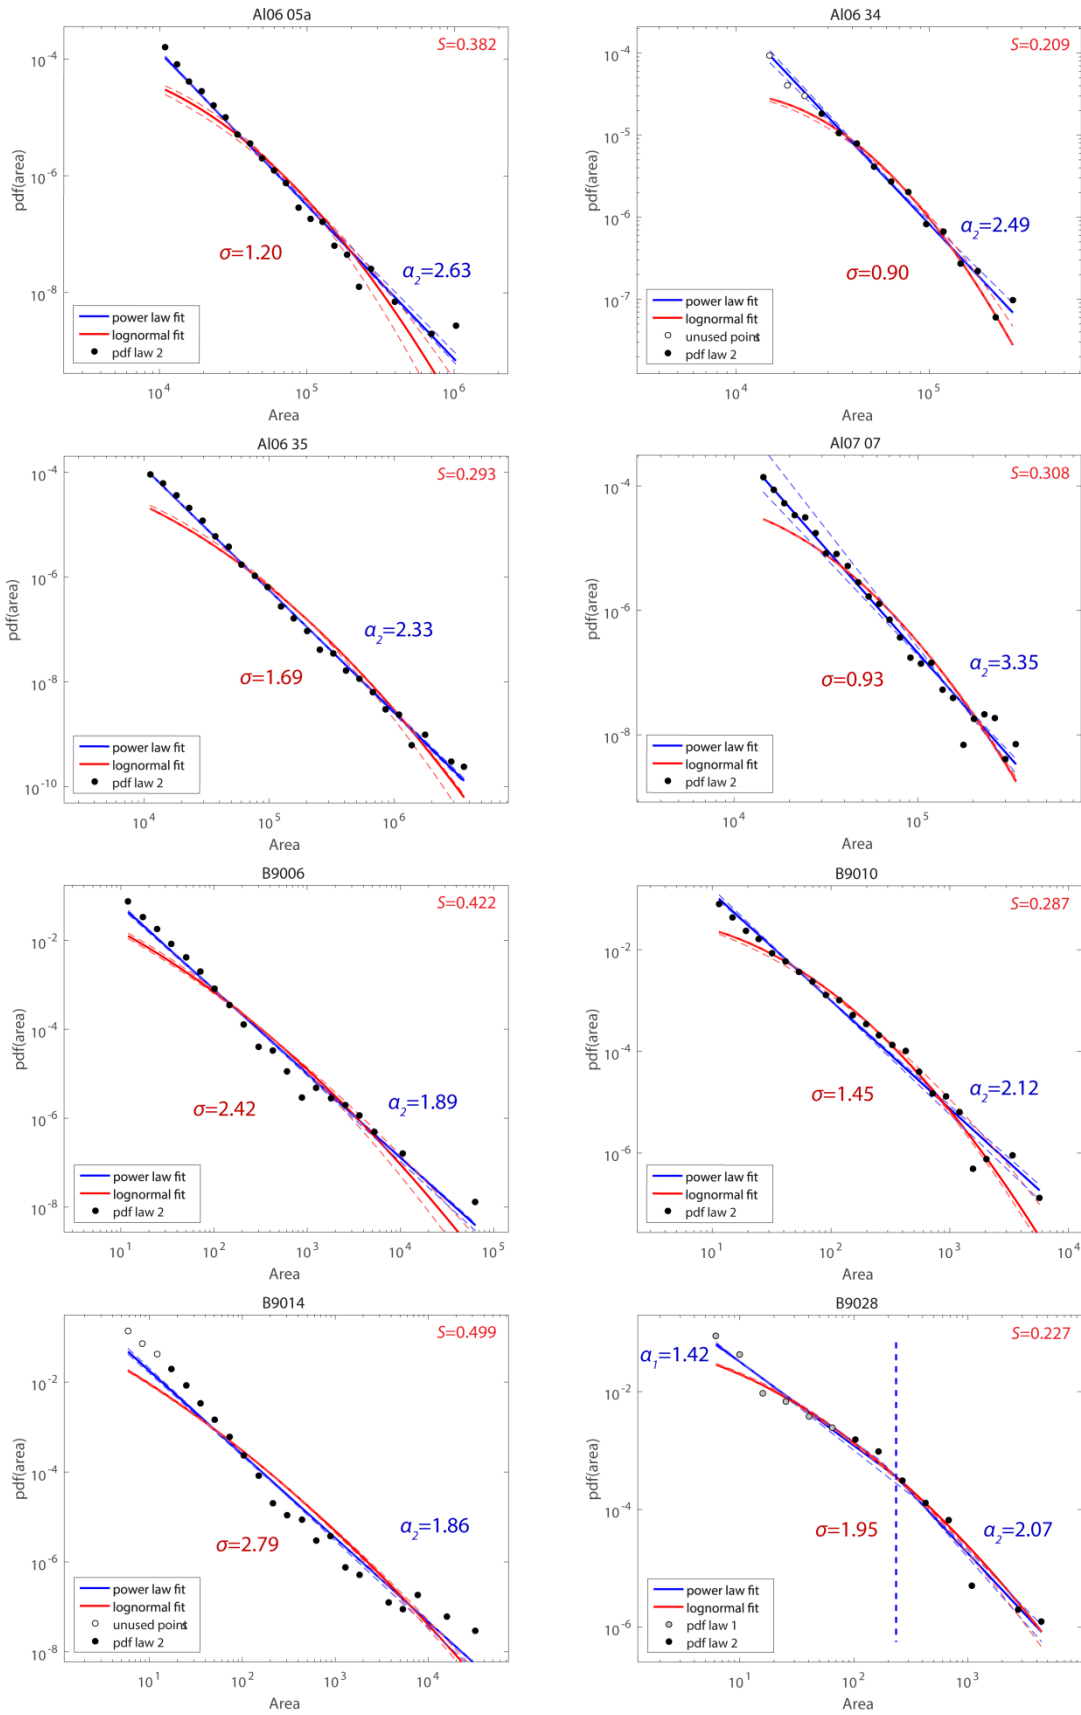 Al06 05a
S=0.382
10^-4
10^-6
10^-8
pdf(area)
σ=1.20
α2=2.63
power law fit
lognormal fit
pdf law 2
10^4
10^5
10^6
Area
Al06 34
S=0.209
10^-4
10^-5
10^-6
10^-7
pdf(area)
α2=2.49
σ=0.90
power law fit
lognormal fit
unused points
pdf law 2
10^4
10^5
Area
Al06 35
S=0.293
10^-4
10^-6
10^-8
10^-10
pdf(area)
α2=2.33
σ=1.69
power law fit
lognormal fit
pdf law 2
10^4
10^5
10^6
Area
Al07 07
S=0.308
10^-4
10^-6
10^-8
pdf(area)
σ=0.93
α2=3.35
power law fit
lognormal fit
pdf law 2
10^4
10^5
Area
B9006
S=0.422
10^-2
10^-4
10^-6
10^-8
pdf(area)
σ=2.42
α2=1.89
power law fit
lognormal fit
pdf law 2
10^1
10^2
10^3
10^4
10^5
Area
B9010
S=0.287
10^-2
10^-4
10^-6
pdf(area)
σ=1.45
α2=2.12
power law fit
lognormal fit
pdf law 2
10^1
10^2
10^3
10^4
Area
B9014
S=0.499
10^-2
10^-4
10^-6
10^-8
pdf(area)
α2=1.86
σ=2.79
power law fit
lognormal fit
unused points
pdf law 2
10^1
10^2
10^3
10^4
Area
B9028
S=0.227
α1=1.42
10^-2
10^-4
10^-6
pdf(area)
σ=1.95
α2=2.07
power law fit
lognormal fit
pdf law 1
pdf law 2
10^1
10^2
10^3
10^4
Area